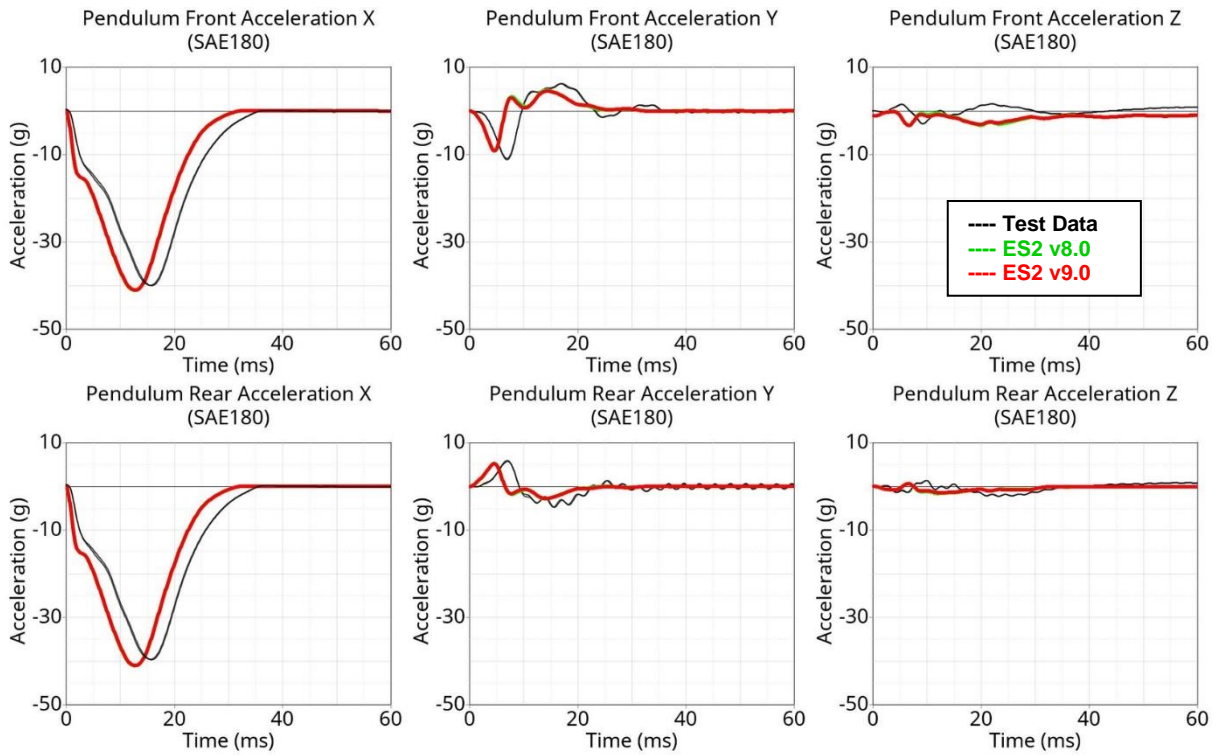 Pendulum Front Acceleration X
(SAE180)
10
-10
-30
-50
Acceleration (g)
0
20
40
60
Time (ms)
Pendulum Front Acceleration Y
(SAE180)
10
-10
-30
-50
Acceleration (g)
0
20
40
60
Time (ms)
Pendulum Front Acceleration Z
(SAE180)
10
-10
-30
-50
Acceleration (g)
---- Test Data
---- ES2 v8.0
---- ES2 v9.0
0
20
40
60
Time (ms)
Pendulum Rear Acceleration X
(SAE180)
10
-10
-30
-50
Acceleration (g)
0
20
40
60
Time (ms)
Pendulum Rear Acceleration Y
(SAE180)
10
-10
-30
-50
Acceleration (g)
0
20
40
60
Time (ms)
Pendulum Rear Acceleration Z
(SAE180)
10
-10
-30
-50
Acceleration (g)
0
20
40
60
Time (ms)